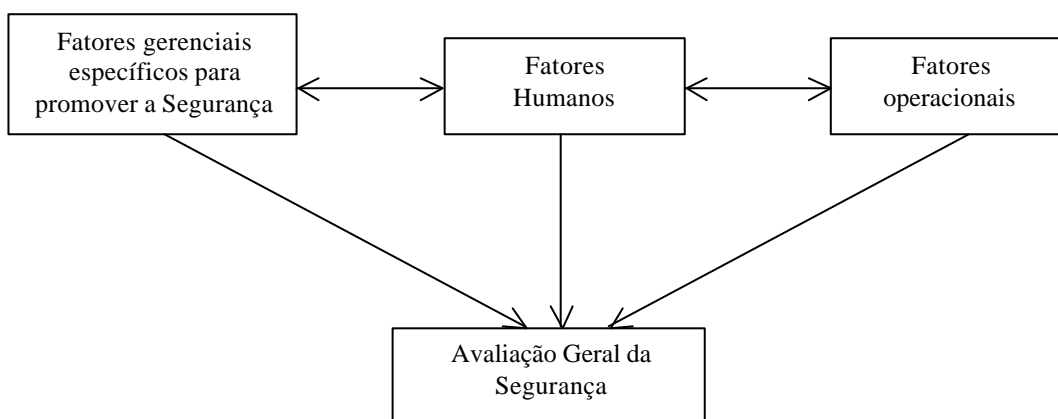 Fatores gerenciais
específicos para
promover a Segurança
Fatores
Humanos
Fatores
operacionais
Avaliação Geral da
Segurança